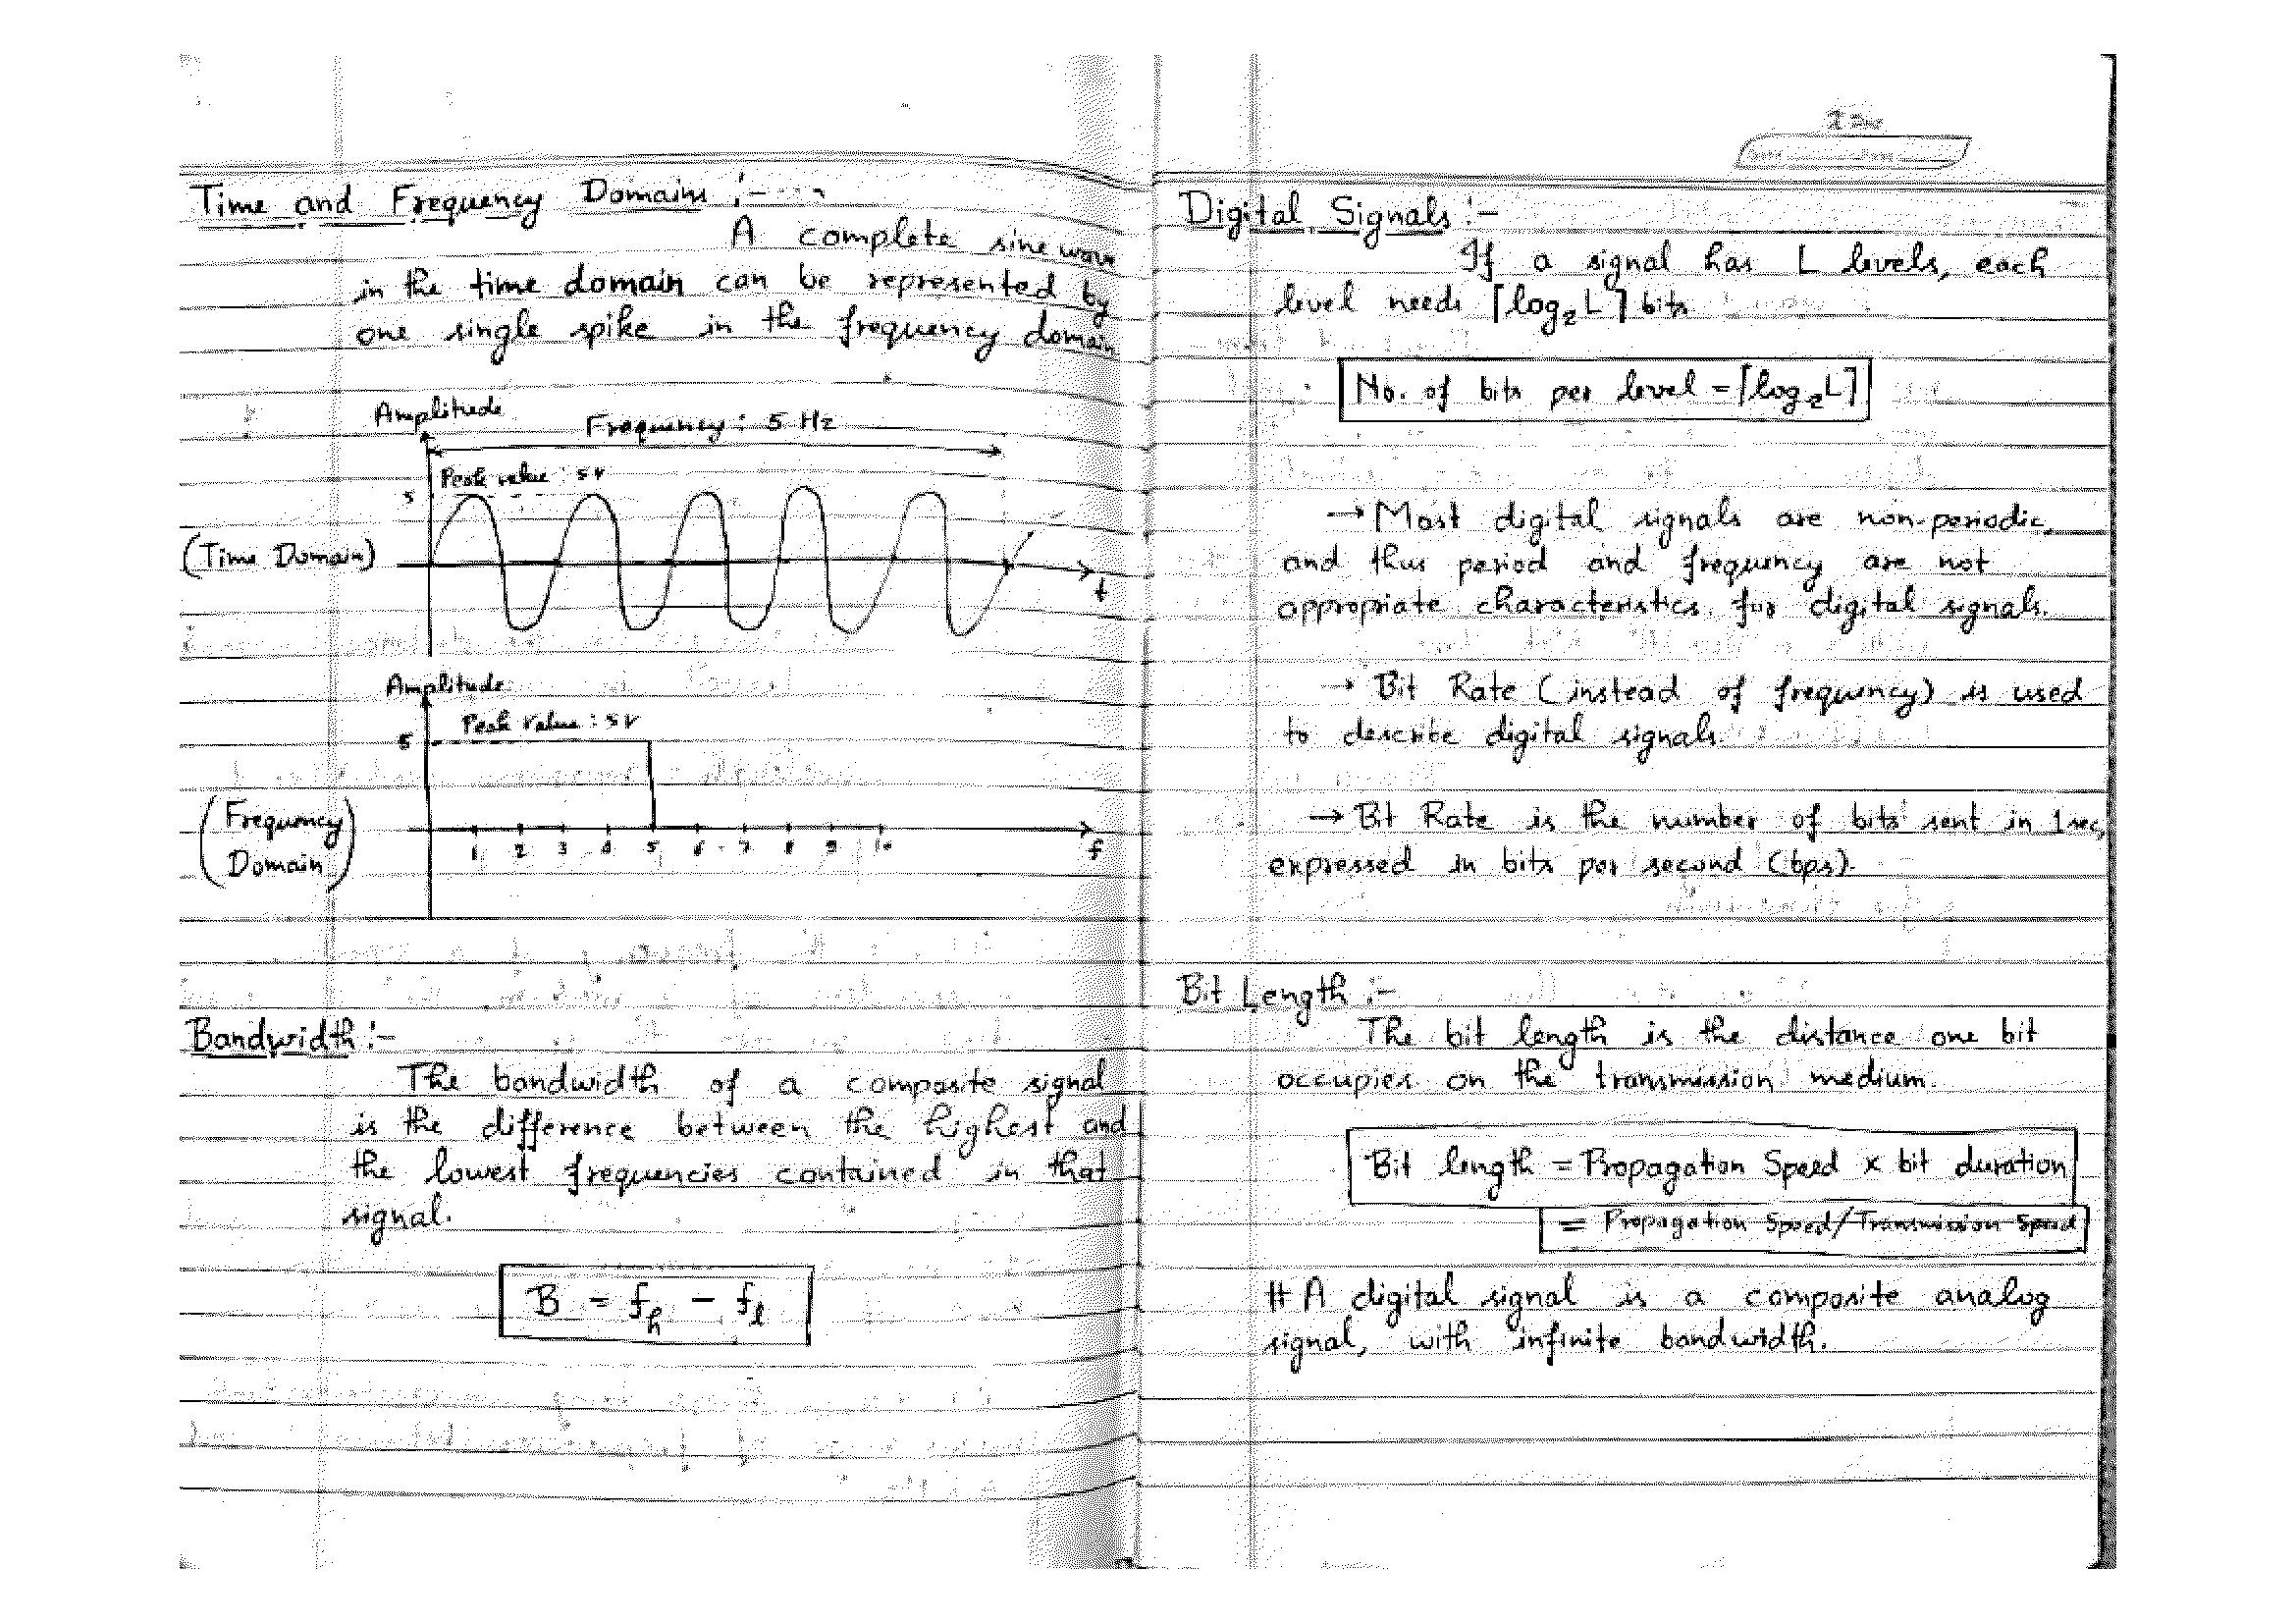 Time and Frequency Domains :-
A complete sine wave
in the time domain can be represented by
one single spike in the frequency domain
Amplitude
Frequency : 5 Hz
Peak value : 5V
5
(Time Domain)
t
Amplitude
Peak value : 5V
5
(Frequency
Domain)
1 2 3 4 5 6 7 8 9 10
f
Bandwidth :-
The bandwidth of a composite signal
is the difference between the highest and
the lowest frequencies contained in that
signal.
B = fh - fl
Digital Signals :-
If a signal has L levels, each
level needs ⌈log₂L⌉ bits
No. of bits per level = ⌈log₂L⌉
→ Most digital signals are non-periodic,
and thus period and frequency are not
appropriate characteristics for digital signals.
→ Bit Rate (instead of frequency) is used
to describe digital signals.
→ Bit Rate is the number of bits sent in 1sec,
expressed in bits per second (bps).
Bit Length :-
The bit length is the distance one bit
occupies on the transmission medium.
Bit length = Propagation Speed x bit duration
= Propagation Speed/Transmission Speed
# A digital signal is a composite analog
signal, with infinite bandwidth.